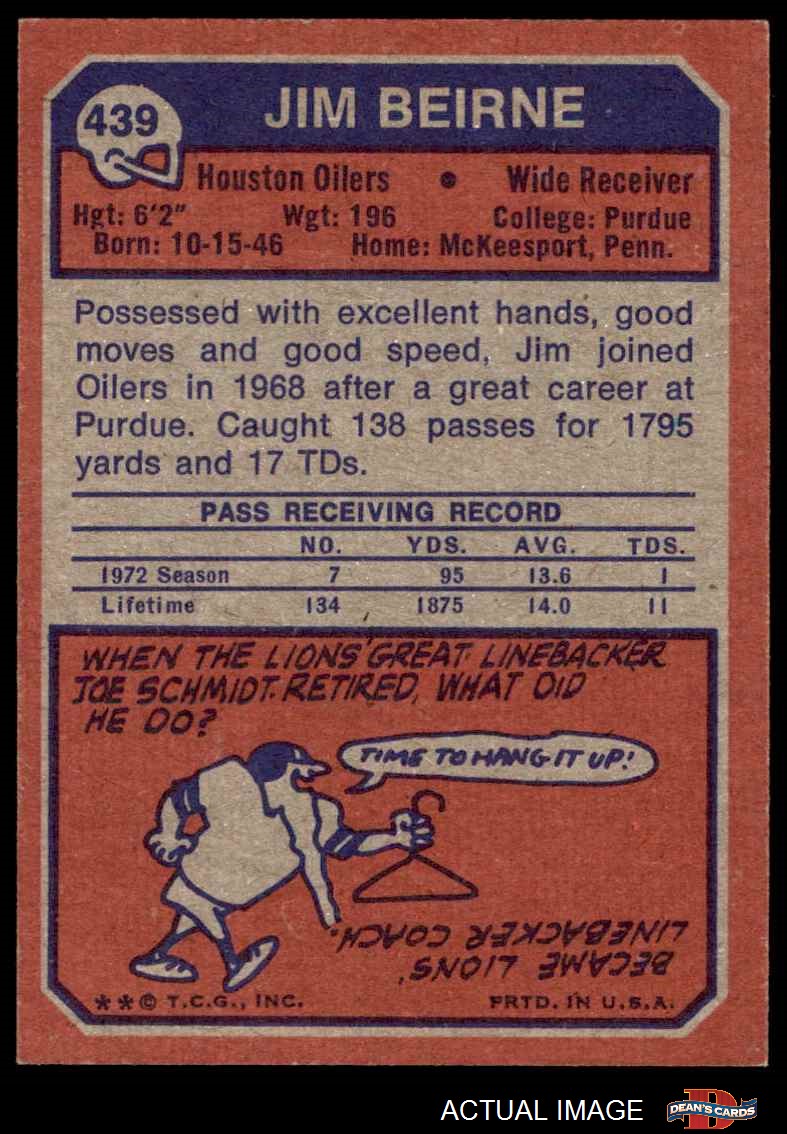 439
JIM BEIRNE
Houston Oilers • Wide Receiver
Hgt: 6'2" Wgt: 196 College: Purdue
Born: 10-15-46 Home: McKeesport, Penn.
Possessed with excellent hands, good
moves and good speed, Jim joined
Oilers in 1968 after a great career at
Purdue. Caught 138 passes for 1795
yards and 17 TDs.
PASS RECEIVING RECORD
NO. YDS. AVG. TDS.
1972 Season 7 95 13.6 1
Lifetime 134 1875 14.0 11
WHEN THE LIONS' GREAT LINEBACKER
JOE SCHMIDT RETIRED, WHAT DID
HE DO?
TIME TO HANG IT UP!
BECAME LIONS'
LINEBACKER COACH.
**© T.C.G., INC. PRTD. IN U.S.A.
ACTUAL IMAGE
D
DEAN'S CARDS